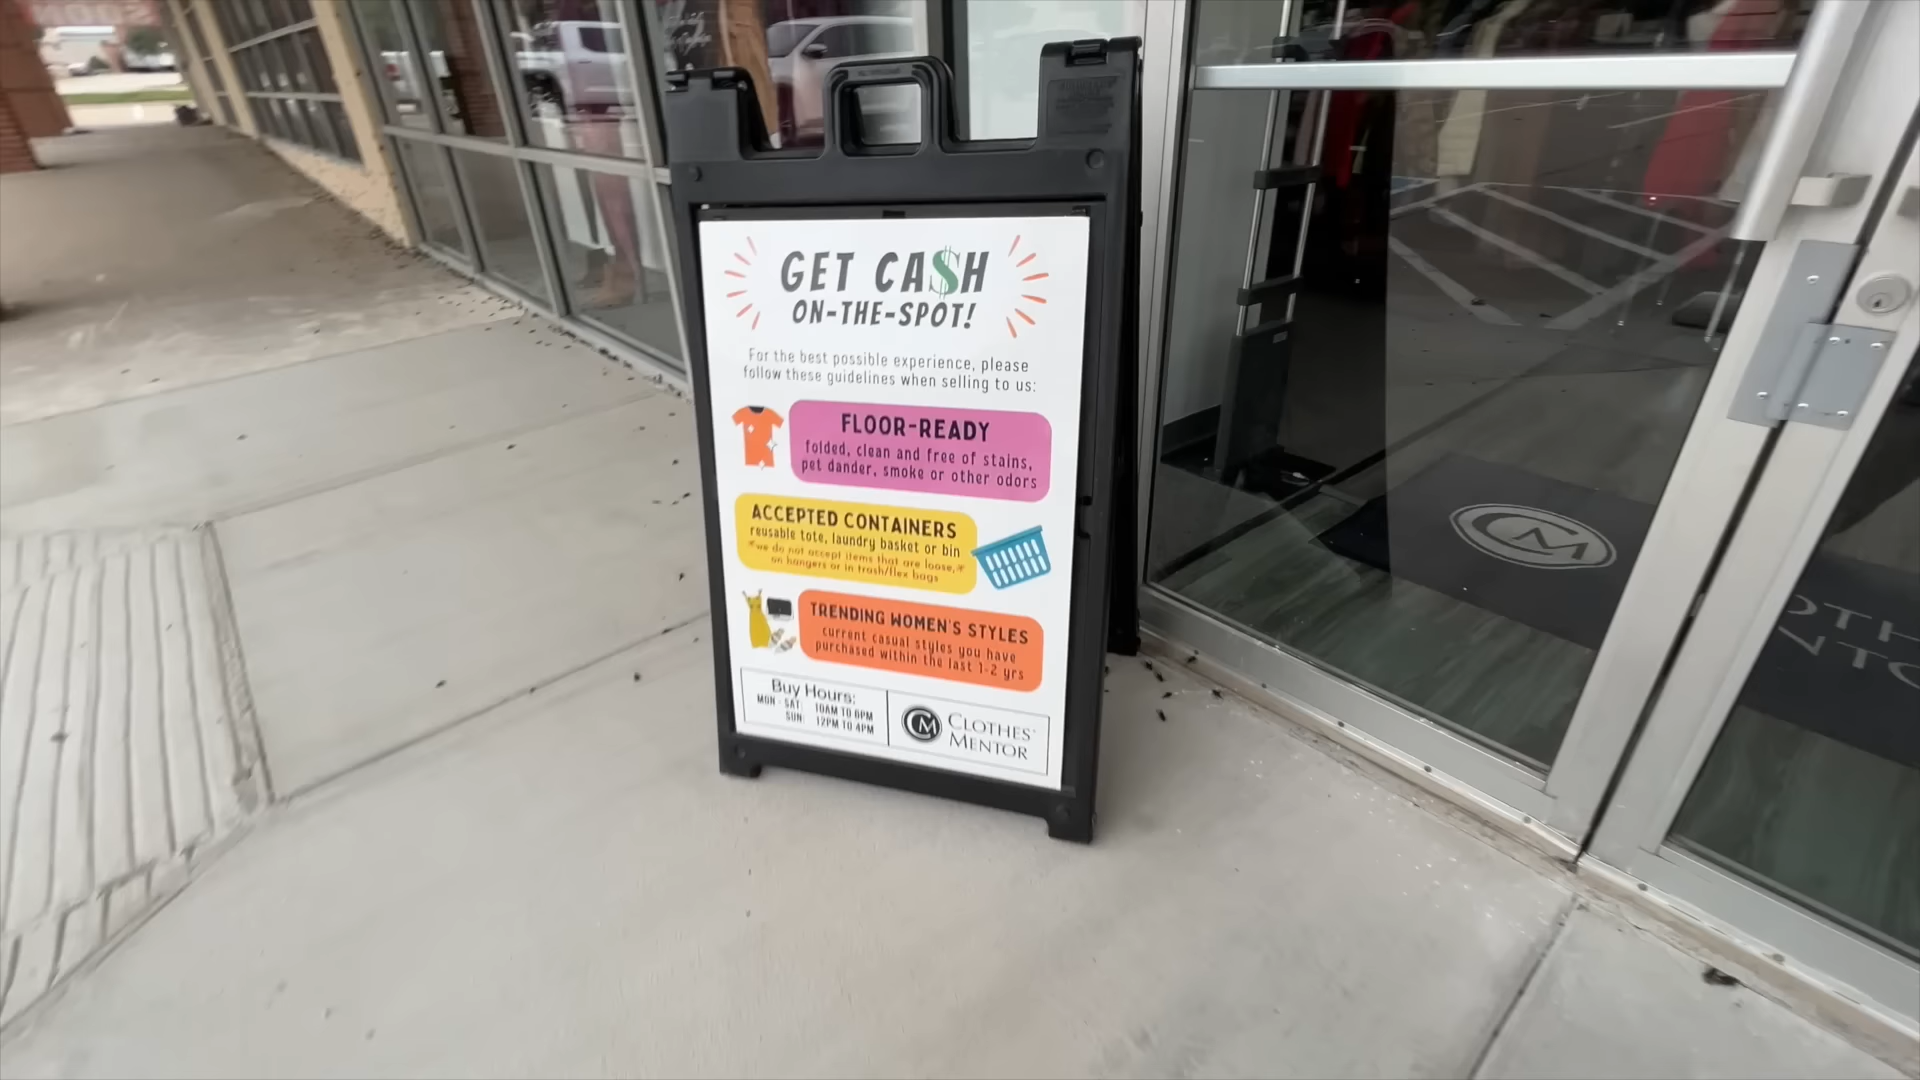 GET CA$H
ON-THE-SPOT!
For the best possible experience, please
follow these guidelines when selling to us:
FLOOR-READY
folded, clean and free of stains,
pet dander, smoke or other odors
ACCEPTED CONTAINERS
reusable tote, laundry basket or bin
*we do not accept items that are loose,*
on hangers or in trash/flex bags
TRENDING WOMEN'S STYLES
current casual styles you have
purchased within the last 1-2 yrs
Buy Hours:
MON - SAT: 10AM TO 6PM
SUN: 12PM TO 4PM
CM CLOTHES
MENTOR
CM